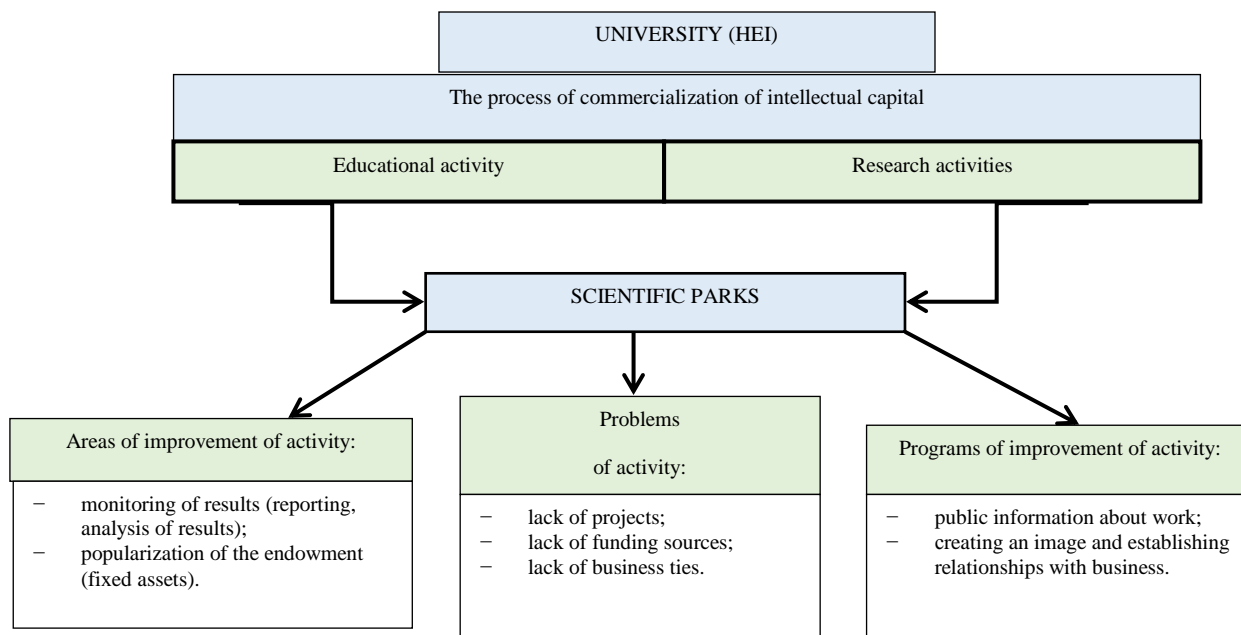 UNIVERSITY (HEI)
The process of commercialization of intellectual capital
Educational activity
Research activities
SCIENTIFIC PARKS
Areas of improvement of activity:
− monitoring of results (reporting,
analysis of results);
− popularization of the endowment
(fixed assets).
Problems
of activity:
− lack of projects;
− lack of funding sources;
− lack of business ties.
Programs of improvement of activity:
− public information about work;
− creating an image and establishing
relationships with business.